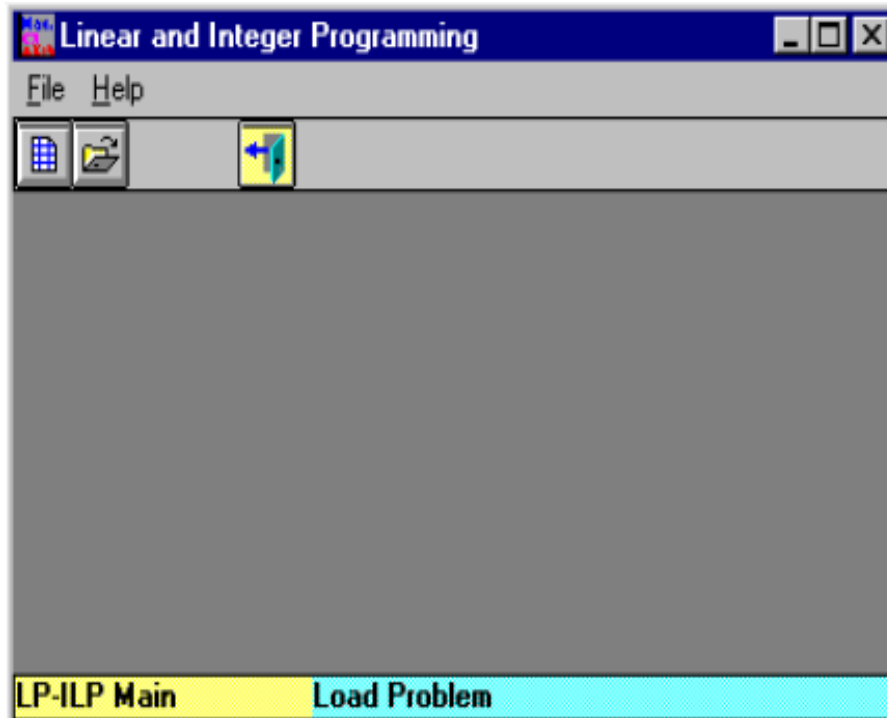 Linear and Integer Programming
File Help
LP-ILP Main Load Problem